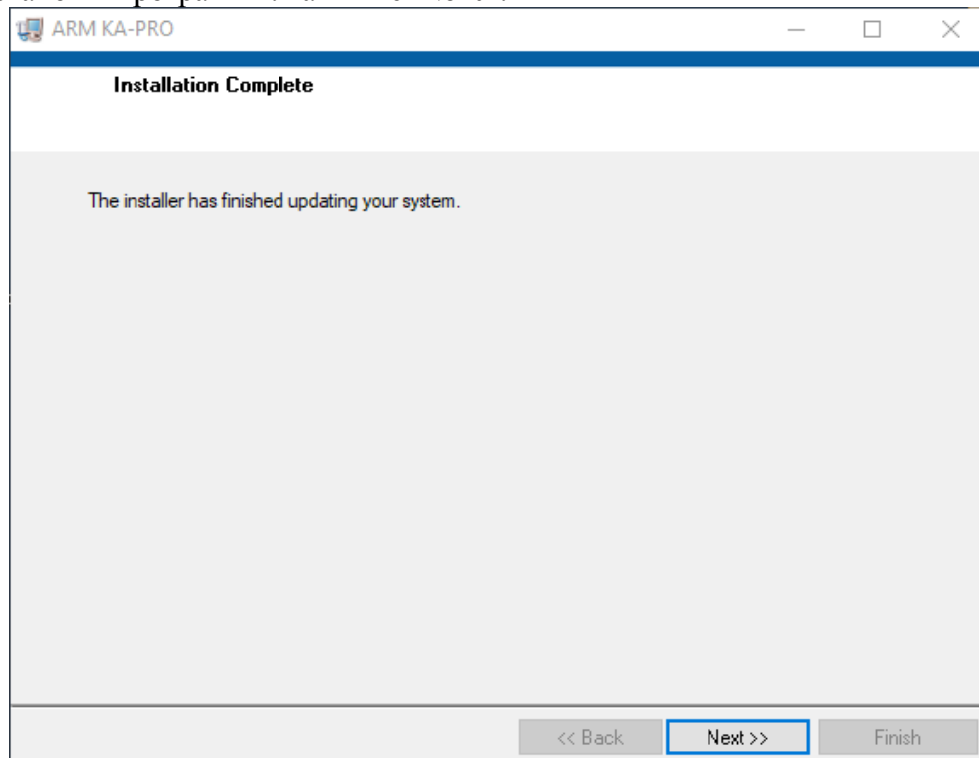 ARM KA-PRO
Installation Complete
The installer has finished updating your system.
<< Back Next >> Finish